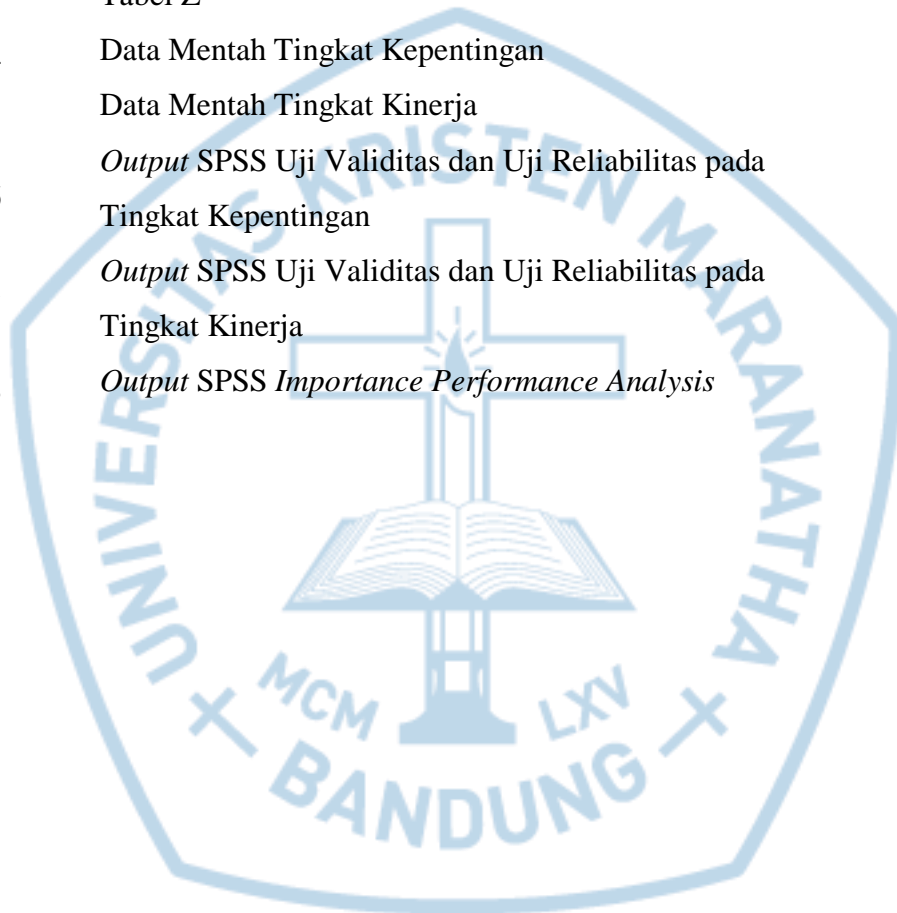 Tabel Z
Data Mentah Tingkat Kepentingan
Data Mentah Tingkat Kinerja
Output SPSS Uji Validitas dan Uji Reliabilitas pada
Tingkat Kepentingan
Output SPSS Uji Validitas dan Uji Reliabilitas pada
Tingkat Kinerja
Output SPSS Importance Performance Analysis
UNIVERSITAS KRISTEN MARANATHA
MCM LXV
BANDUNG